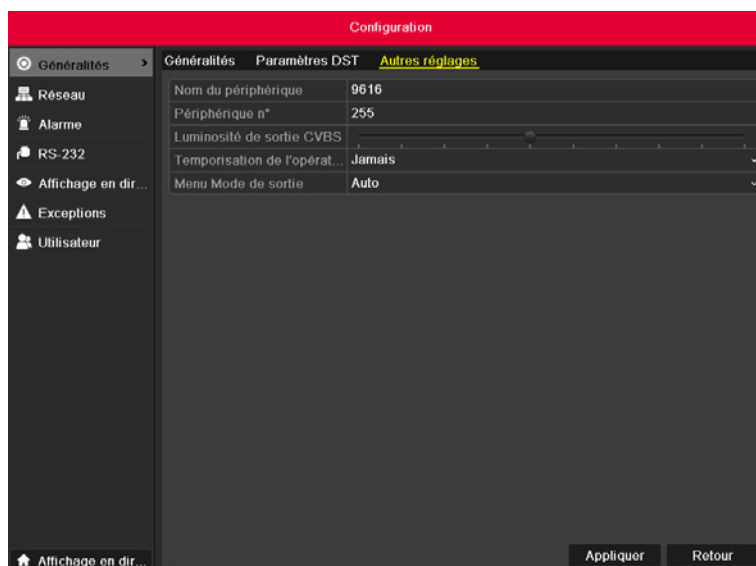 Configuration
Généralités
Réseau
Alarme
RS-232
Affichage en dir...
Exceptions
Utilisateur
Affichage en dir...
Généralités Paramètres DST Autres réglages
Nom du périphérique 9616
Périphérique n° 255
Luminosité de sortie CVBS
Temporisation de l'opérat... Jamais
Menu Mode de sortie Auto
Appliquer Retour